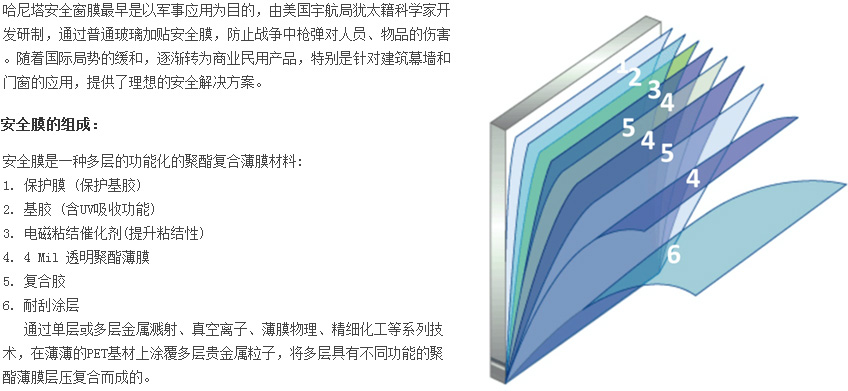 哈尼塔安全窗膜最早是以军事应用为目的，由美国宇航局犹太籍科学家开
发研制，通过普通玻璃加贴安全膜，防止战争中枪弹对人员、物品的伤害
。随着国际局势的缓和，逐渐转为商业民用产品，特别是针对建筑幕墙和
门窗的应用，提供了理想的安全解决方案。
安全膜的组成：
安全膜是一种多层的功能化的聚酯复合薄膜材料:
1. 保护膜 (保护基胶)
2. 基胶 (含UV吸收功能)
3. 电磁粘结催化剂(提升粘结性)
4. 4 Mil 透明聚酯薄膜
5. 复合胶
6. 耐刮涂层
通过单层或多层金属溅射、真空离子、薄膜物理、精细化工等系列技
术，在薄薄的PET基材上涂覆多层贵金属粒子，将多层具有不同功能的聚
酯薄膜层压复合而成的。
1
2
3
4
5
4
5
4
6